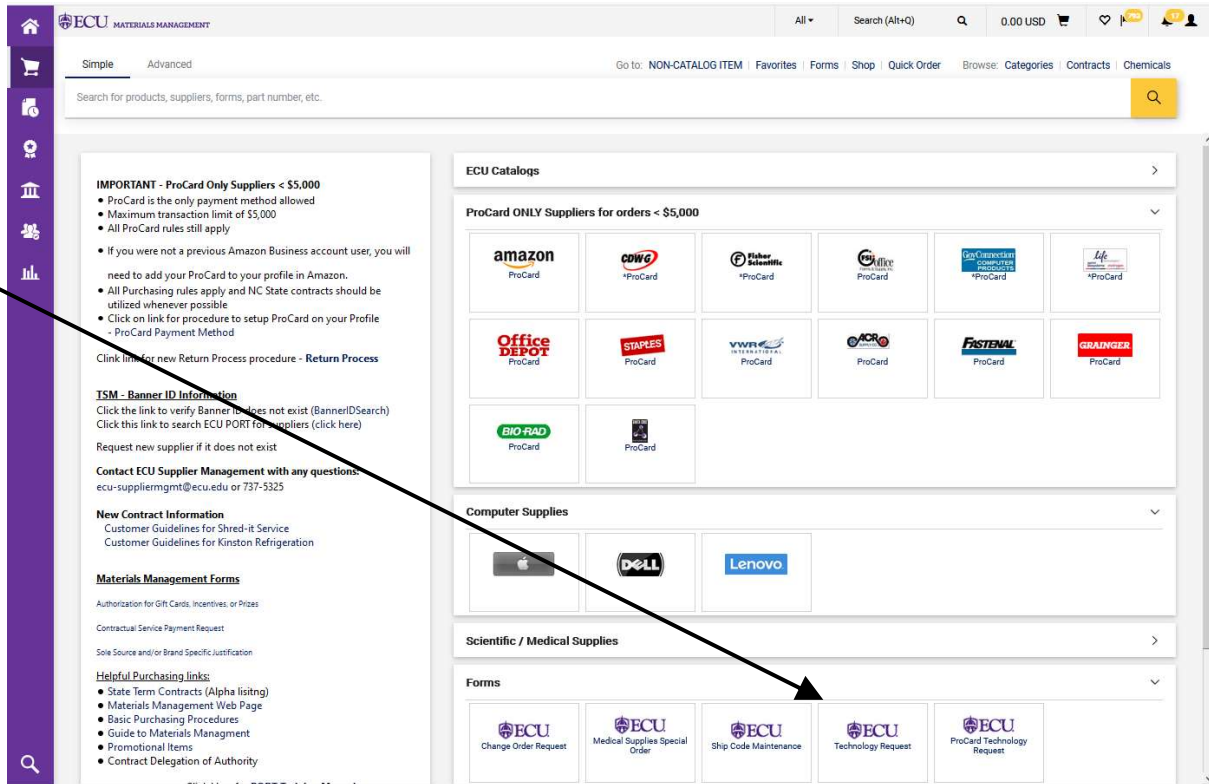 ECU MATERIALS MANAGEMENT
All Search (Alt+Q) 0.00 USD 17
Simple Advanced Go to: NON-CATALOG ITEM | Favorites | Forms | Shop | Quick Order Browse: Categories | Contracts | Chemicals
Search for products, suppliers, forms, part number, etc.
IMPORTANT - ProCard Only Suppliers < $5,000
• ProCard is the only payment method allowed
• Maximum transaction limit of $5,000
• All ProCard rules still apply
• If you were not a previous Amazon Business account user, you will
need to add your ProCard to your profile in Amazon.
• All Purchasing rules apply and NC State contracts should be
utilized whenever possible
• Click on link for procedure to setup ProCard on your Profile
- ProCard Payment Method
Clink link for new Return Process procedure - Return Process
TSM - Banner ID Information
Click the link to verify Banner ID does not exist (BannerIDSearch)
Click this link to search ECU PORT for suppliers (click here)
Request new supplier if it does not exist
Contact ECU Supplier Management with any questions:
ecu-suppliermgmt@ecu.edu or 737-5325
New Contract Information
Customer Guidelines for Shred-it Service
Customer Guidelines for Kinston Refrigeration
Materials Management Forms
Authorization for Gift Cards, Incentives, or Prizes
Contractual Service Payment Request
Sole Source and/or Brand Specific Justification
Helpful Purchasing links:
• State Term Contracts (Alpha lisitng)
• Materials Management Web Page
• Basic Purchasing Procedures
• Guide to Materials Managment
• Promotional Items
• Contract Delegation of Authority
ECU Catalogs
ProCard ONLY Suppliers for orders < $5,000
amazon
ProCard
CDWG
*ProCard
Fisher
Scientific
*ProCard
FSI office
ProCard
GovConnection
COMPUTER
PRODUCTS
*ProCard
Life
*ProCard
Office
DEPOT
ProCard
STAPLES
ProCard
VWR
INTERNATIONAL
ProCard
ACR
ProCard
FASTENAL
ProCard
GRAINGER
ProCard
BIO-RAD
ProCard
ProCard
Computer Supplies
DELL
Lenovo
Scientific / Medical Supplies
Forms
ECU
Change Order Request
ECU
Medical Supplies Special
Order
ECU
Ship Code Maintenance
ECU
Technology Request
ECU
ProCard Technology
Request